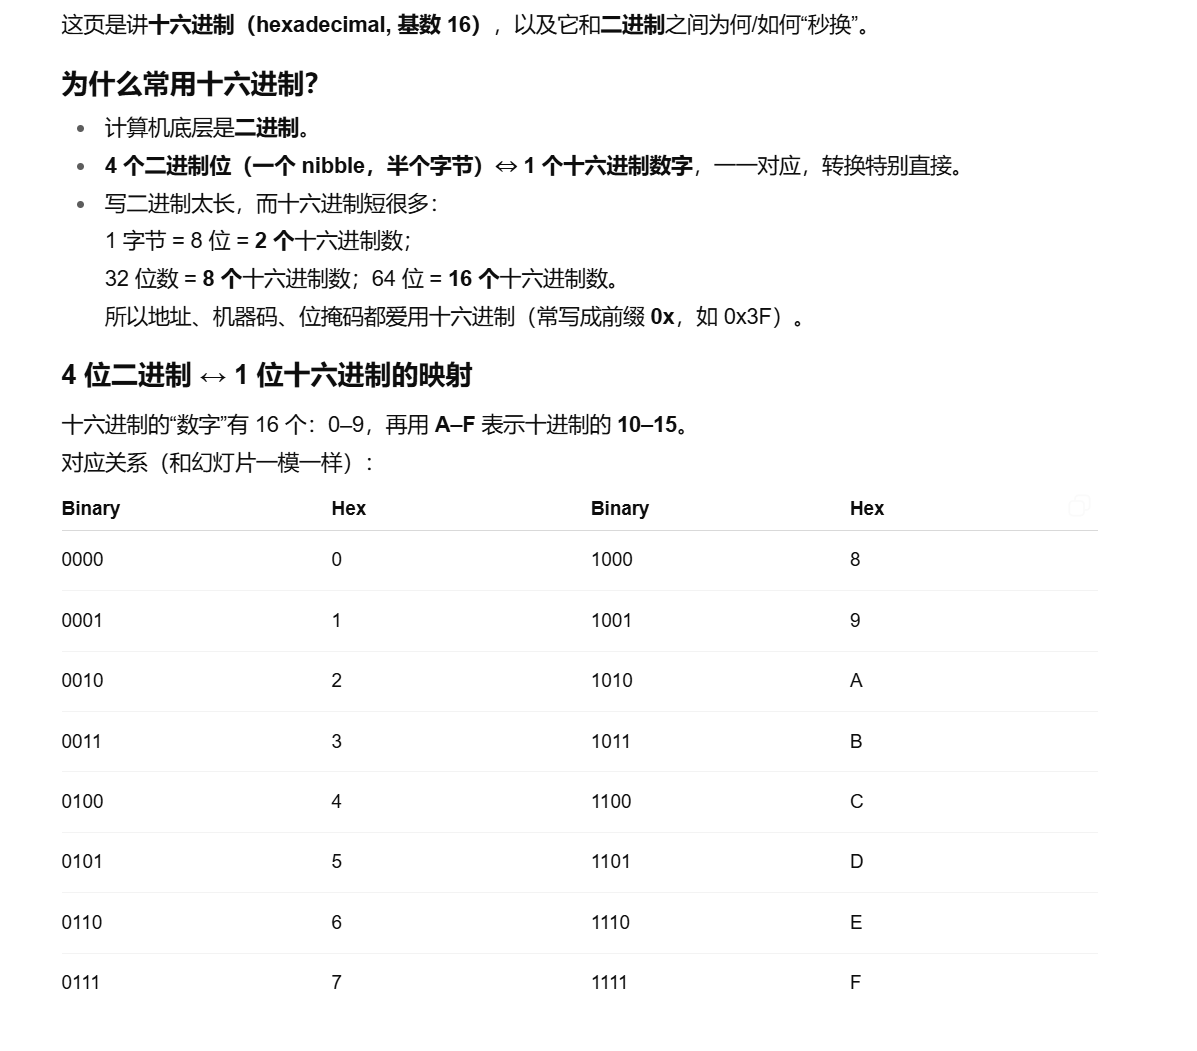 这页是讲十六进制（hexadecimal, 基数 16），以及它和二进制之间为何/如何“秒换”。
为什么常用十六进制？
计算机底层是二进制。
4 个二进制位（一个 nibble，半个字节）↔ 1 个十六进制数字，一一对应，转换特别直接。
写二进制太长，而十六进制短很多：
1 字节 = 8 位 = 2 个十六进制数；
32 位数 = 8 个十六进制数；64 位 = 16 个十六进制数。
所以地址、机器码、位掩码都爱用十六进制（常写成前缀 0x，如 0x3F）。
4 位二进制 ↔ 1 位十六进制的映射
十六进制的“数字”有 16 个：0–9，再用 A–F 表示十进制的 10–15。
对应关系（和幻灯片一模一样）：
Binary Hex Binary Hex
0000 0 1000 8
0001 1 1001 9
0010 2 1010 A
0011 3 1011 B
0100 4 1100 C
0101 5 1101 D
0110 6 1110 E
0111 7 1111 F